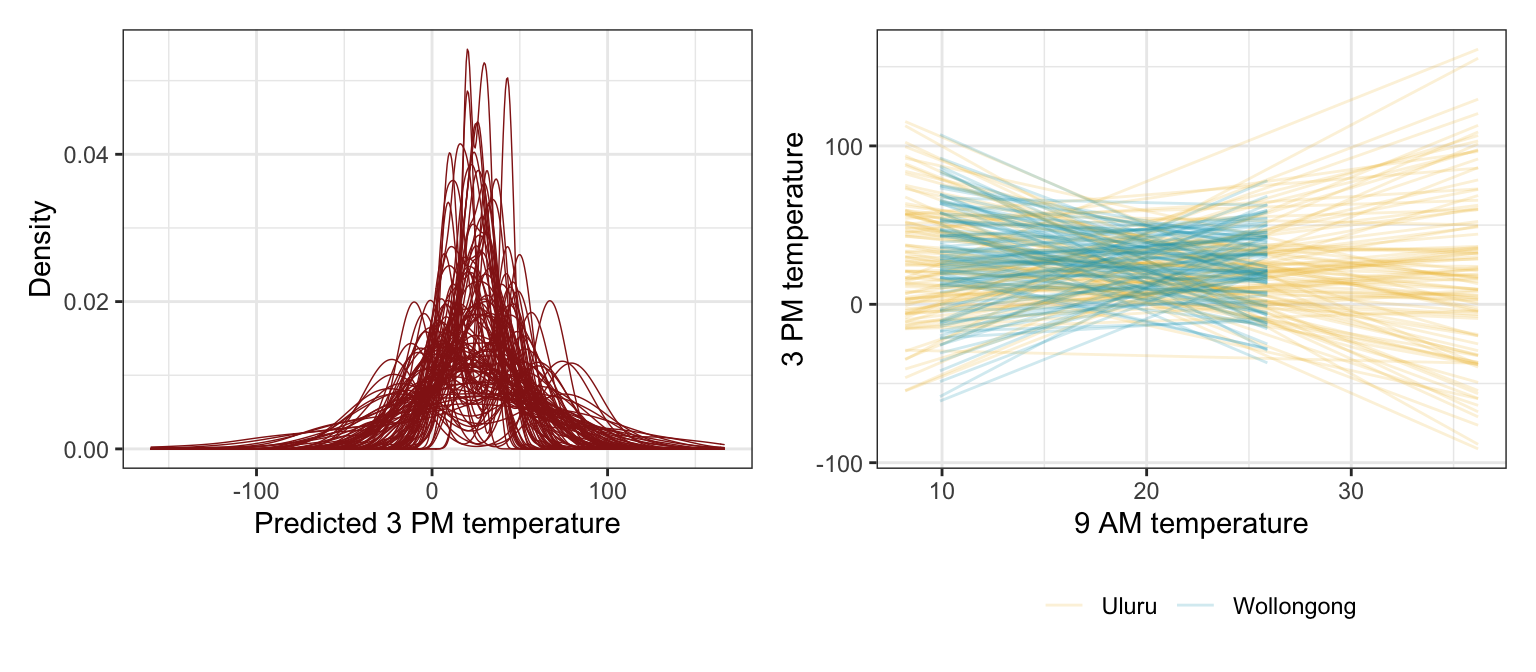 Density
0.04
0.02
0.00
-100
0
100
Predicted 3 PM temperature
3 PM temperature
100
0
-100
10
20
30
9 AM temperature
Uluru
Wollongong